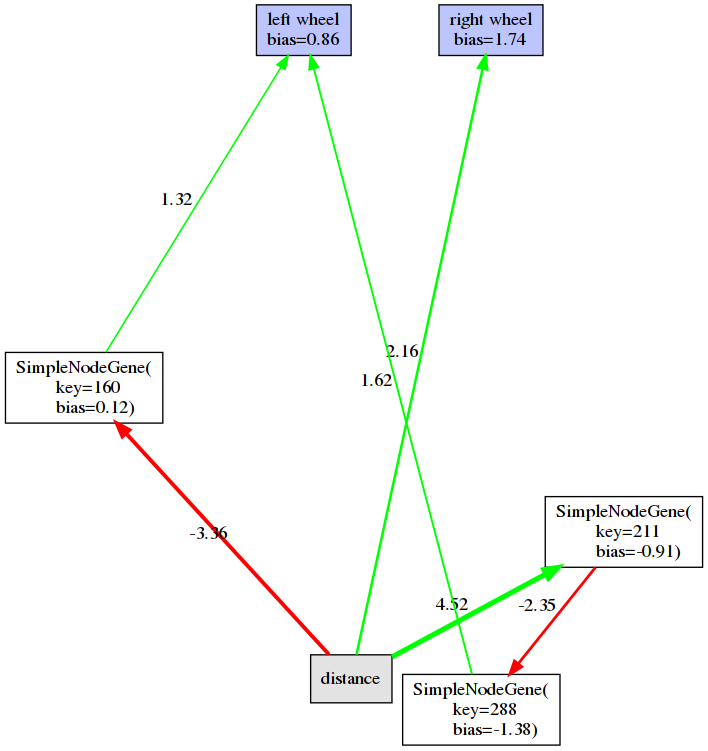 left wheel
bias=0.86
right wheel
bias=1.74
1.32
2.16
SimpleNodeGene(
key=160
bias=0.12)
1.62
SimpleNodeGene(
key=211
bias=-0.91)
-3.36
4.52
-2.35
distance
SimpleNodeGene(
key=288
bias=-1.38)